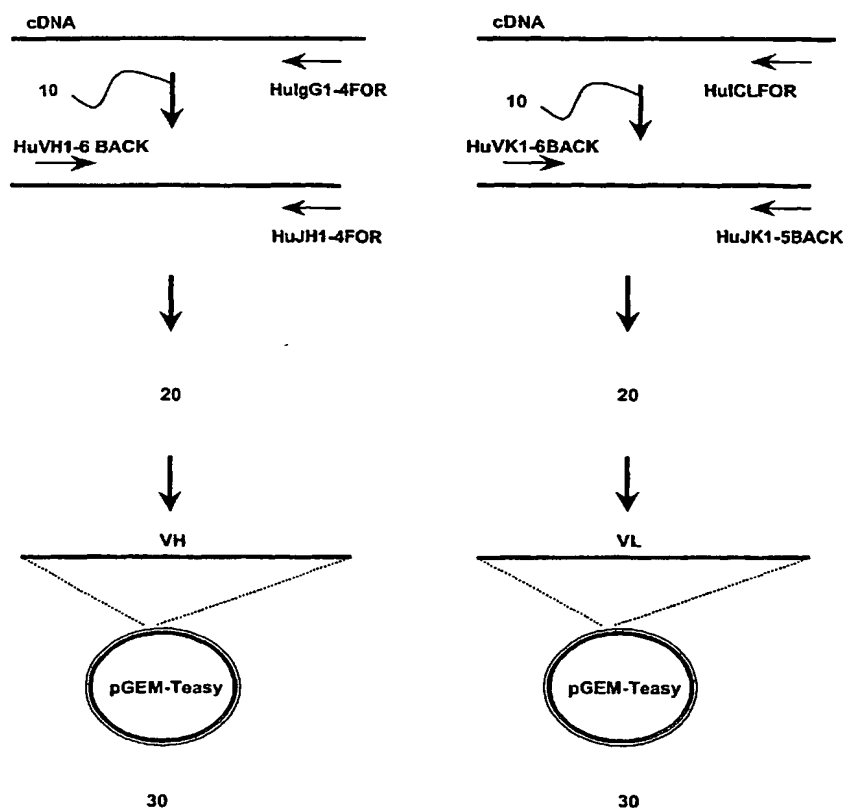 cDNA
HuIgG1-4FOR
10
HuVH1-6 BACK
HuJH1-4FOR
20
VH
pGEM-Teasy
30
cDNA
HuICLFOR
10
HuVK1-6BACK
HuJK1-5BACK
20
VL
pGEM-Teasy
30